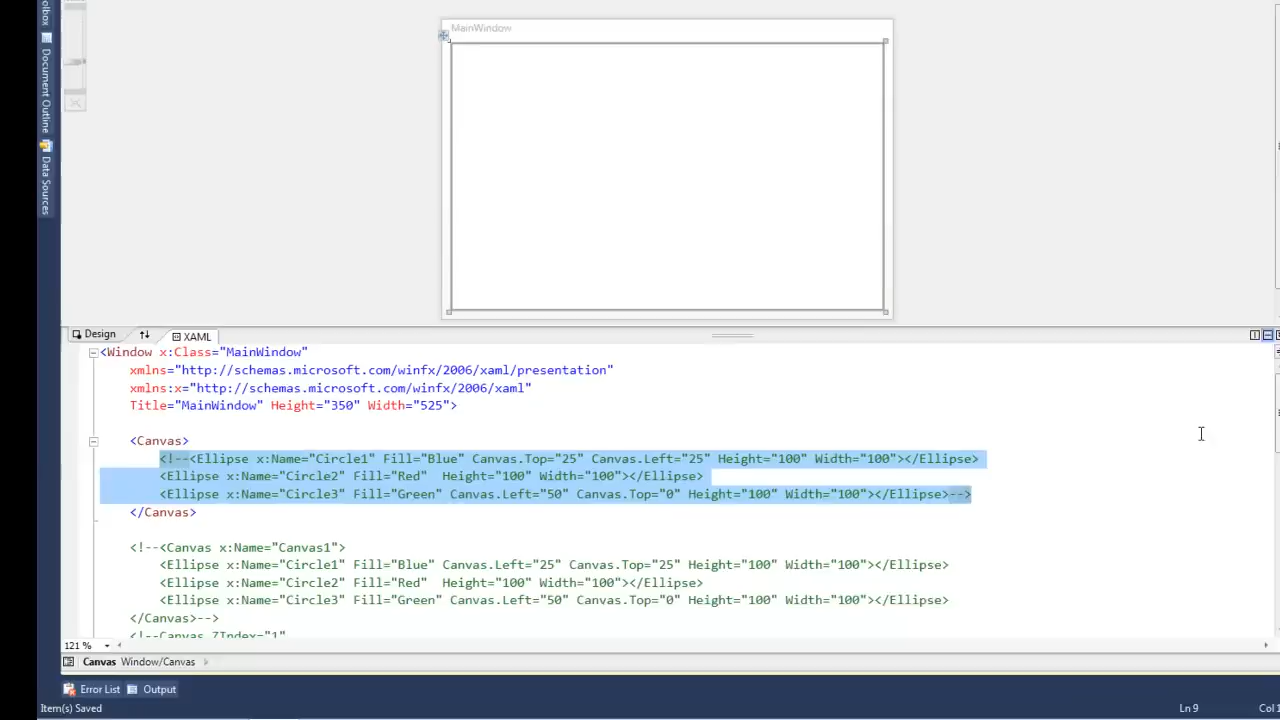 MainWindow
Document Outline
Data Sources
Design
XAML
<Window x:Class="MainWindow"
xmlns="http://schemas.microsoft.com/winfx/2006/xaml/presentation"
xmlns:x="http://schemas.microsoft.com/winfx/2006/xaml"
Title="MainWindow" Height="350" Width="525">
<Canvas>
<!--<Ellipse x:Name="Circle1" Fill="Blue" Canvas.Top="25" Canvas.Left="25" Height="100" Width="100"></Ellipse>
<Ellipse x:Name="Circle2" Fill="Red"  Height="100" Width="100"></Ellipse>
<Ellipse x:Name="Circle3" Fill="Green" Canvas.Left="50" Canvas.Top="0" Height="100" Width="100"></Ellipse>-->
</Canvas>
<!--<Canvas x:Name="Canvas1">
<Ellipse x:Name="Circle1" Fill="Blue" Canvas.Left="25" Canvas.Top="25" Height="100" Width="100"></Ellipse>
<Ellipse x:Name="Circle2" Fill="Red"  Height="100" Width="100"></Ellipse>
<Ellipse x:Name="Circle3" Fill="Green" Canvas.Left="50" Canvas.Top="0" Height="100" Width="100"></Ellipse>
</Canvas>-->
<!--Canvas ZIndex="1"
121 %
Canvas Window/Canvas
Error List Output
Item(s) Saved
Ln 9